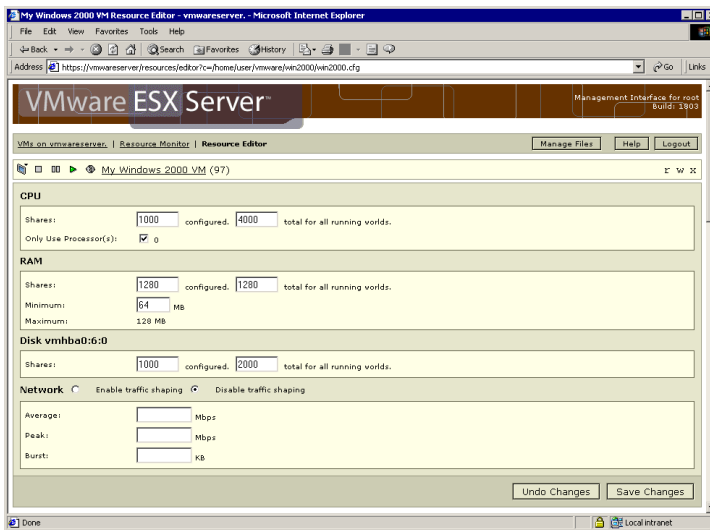 My Windows 2000 VM Resource Editor - vmwareserver. - Microsoft Internet Explorer
File Edit View Favorites Tools Help
Back Search Favorites History
Address https://vmwareserver/resources/editor?c=/home/user/vmware/win2000/win2000.cfg Go Links
VMware ESX Server™
Management Interface for root
Build: 1803
VMs on vmwareserver. | Resource Monitor | Resource Editor Manage Files Help Logout
My Windows 2000 VM (97) r w x
CPU
Shares: 1000 configured. 4000 total for all running worlds.
Only Use Processor(s): 0
RAM
Shares: 1280 configured. 1280 total for all running worlds.
Minimum: 64 MB
Maximum: 128 MB
Disk vmhba0:6:0
Shares: 1000 configured. 2000 total for all running worlds.
Network Enable traffic shaping Disable traffic shaping
Average: Mbps
Peak: Mbps
Burst: KB
Undo Changes Save Changes
Done Local intranet